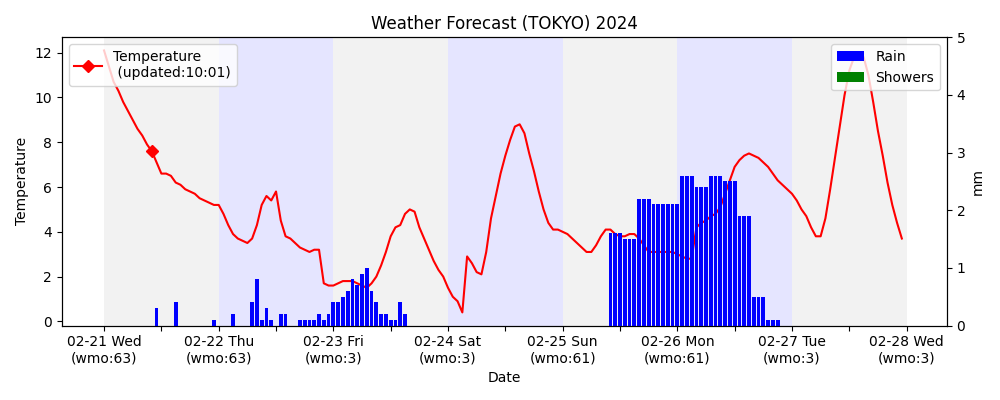 Weather Forecast (TOKYO) 2024
Temperature
(updated:10:01)
Rain
Showers
Temperature
12
10
8
6
4
2
0
5
4
3
2
1
0
mm
02-21 Wed 02-22 Thu 02-23 Fri 02-24 Sat 02-25 Sun 02-26 Mon 02-27 Tue 02-28 Wed
(wmo:63) (wmo:63) (wmo:3) (wmo:3) (wmo:61) (wmo:61) (wmo:3) (wmo:3)
Date